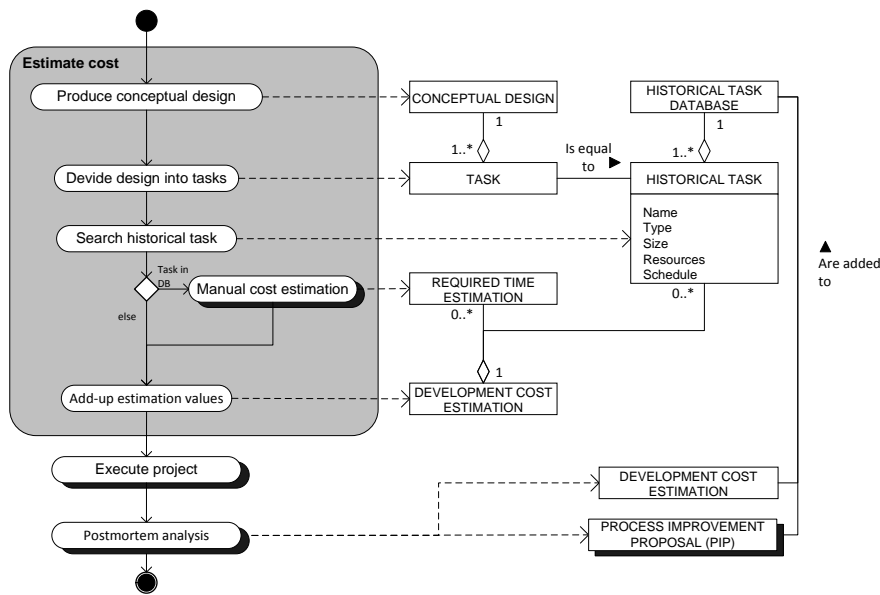 Estimate cost
Produce conceptual design
CONCEPTUAL DESIGN
HISTORICAL TASK
DATABASE
1
1
1..*
1..*
Is equal
to
Devide design into tasks
TASK
HISTORICAL TASK
Name
Type
Size
Resources
Schedule
Search historical task
Are added
to
Task in
DB
Manual cost estimation
REQUIRED TIME
ESTIMATION
else
0..*
0..*
1
Add-up estimation values
DEVELOPMENT COST
ESTIMATION
Execute project
DEVELOPMENT COST
ESTIMATION
Postmortem analysis
PROCESS IMPROVEMENT
PROPOSAL (PIP)